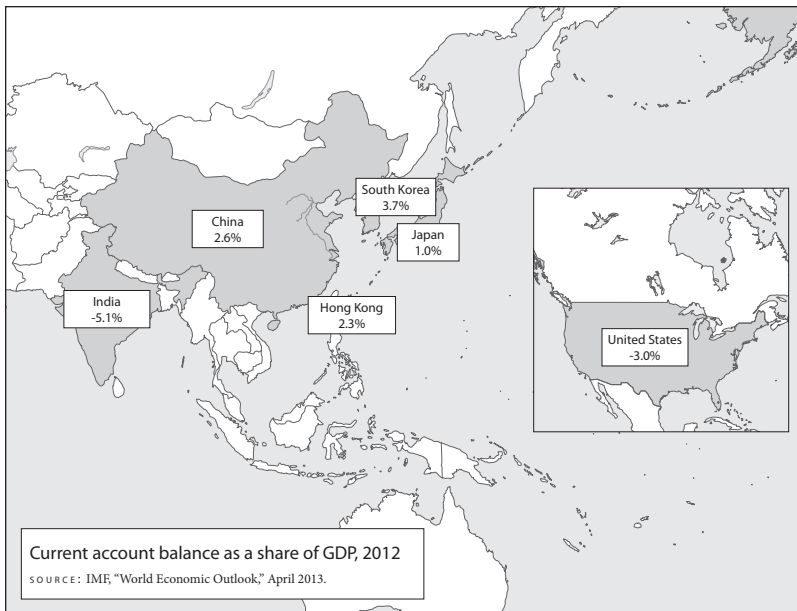 South Korea
3.7%
China
2.6%
Japan
1.0%
India
-5.1%
Hong Kong
2.3%
United States
-3.0%
Current account balance as a share of GDP, 2012
SOURCE: IMF, “World Economic Outlook,” April 2013.